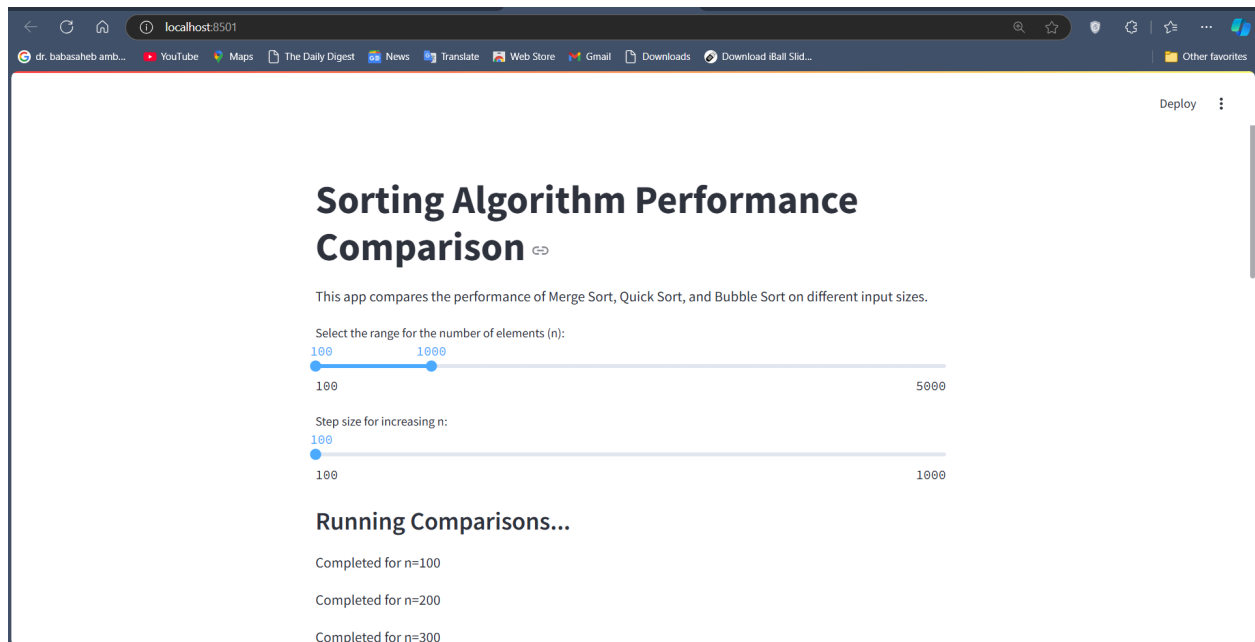 localhost:8501
dr. babasaheb amb... YouTube Maps The Daily Digest News Translate Web Store Gmail Downloads Download iBall Slid... Other favorites
Deploy
Sorting Algorithm Performance
Comparison
This app compares the performance of Merge Sort, Quick Sort, and Bubble Sort on different input sizes.
Select the range for the number of elements (n):
100 1000
100 5000
Step size for increasing n:
100
100 1000
Running Comparisons...
Completed for n=100
Completed for n=200
Completed for n=300